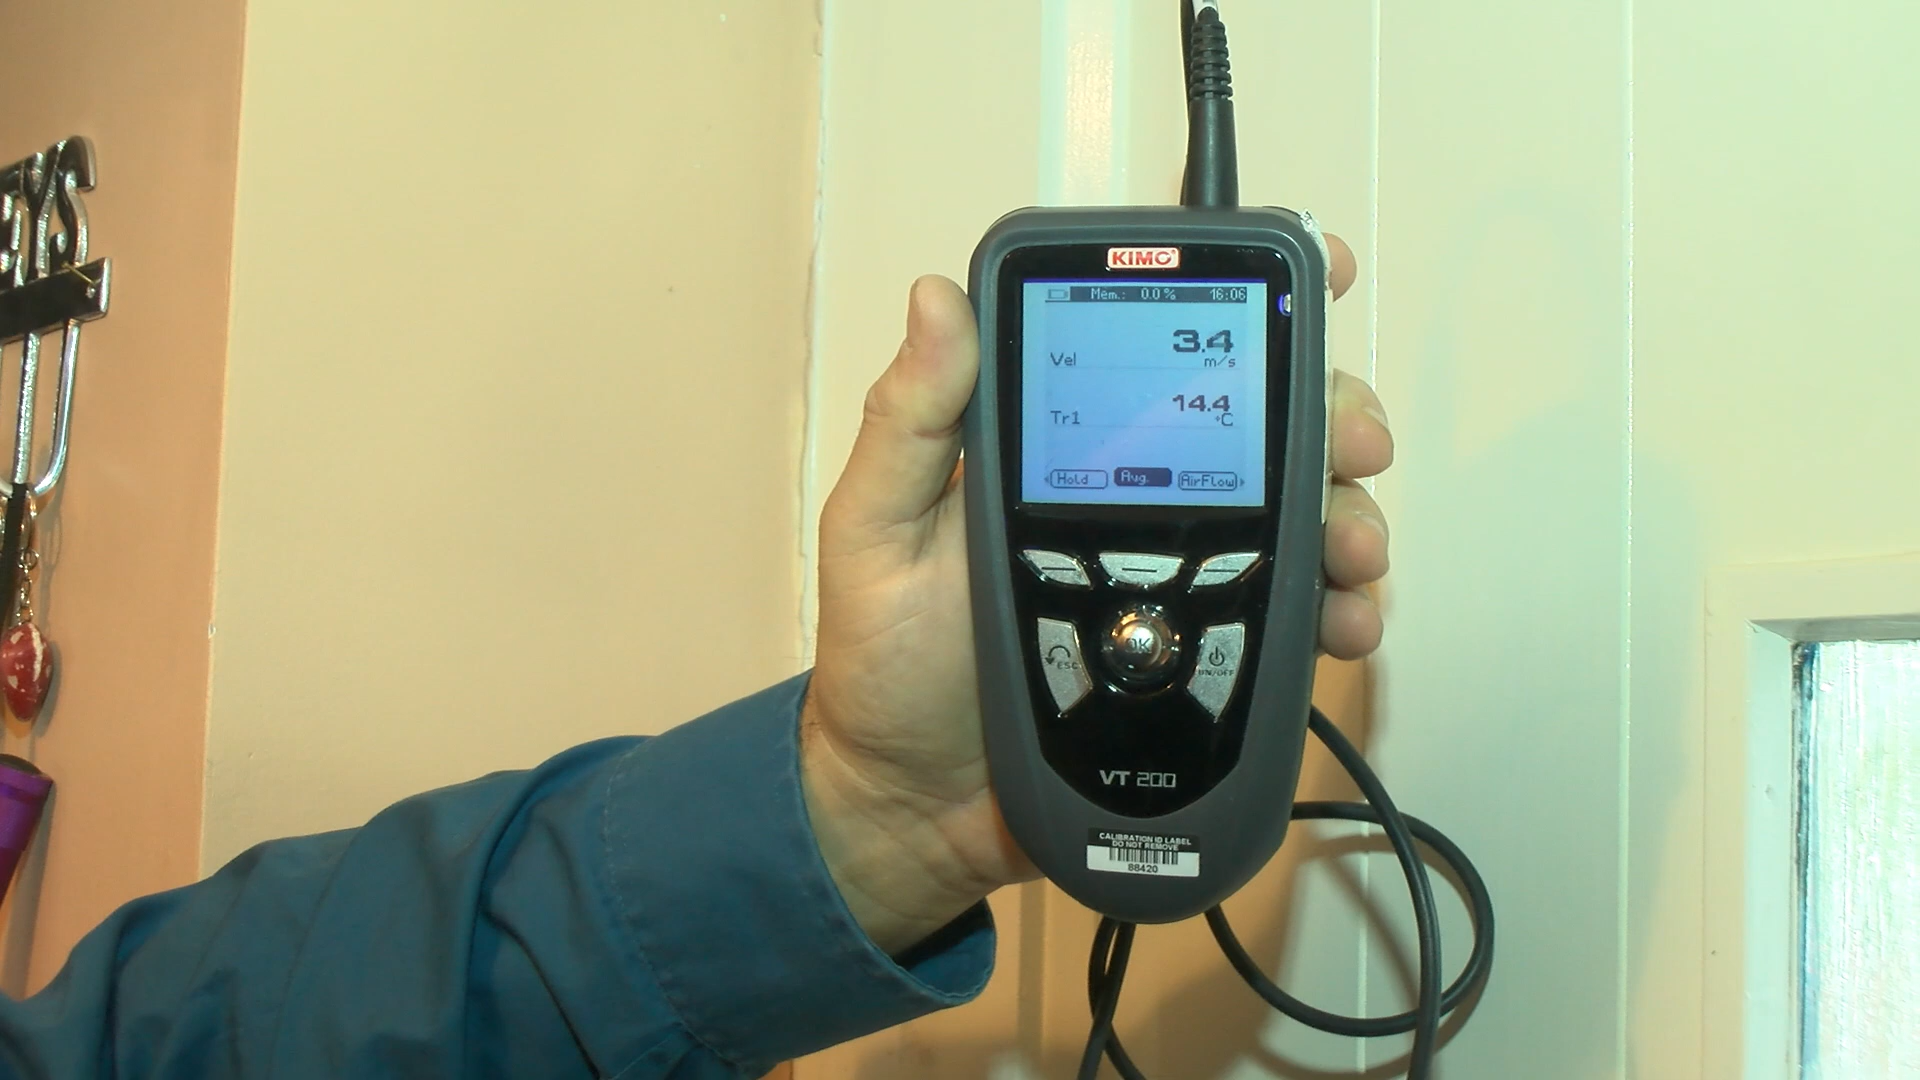 KEYS
KIMO®
Mem.: 0.0 % 16:06
3.4
Vel m/s
14.4
Tr1 °C
Hold Avg. AirFlow
OK
ESC
ON/OFF
VT 200
CALIBRATION ID LABEL
DO NOT REMOVE
88420